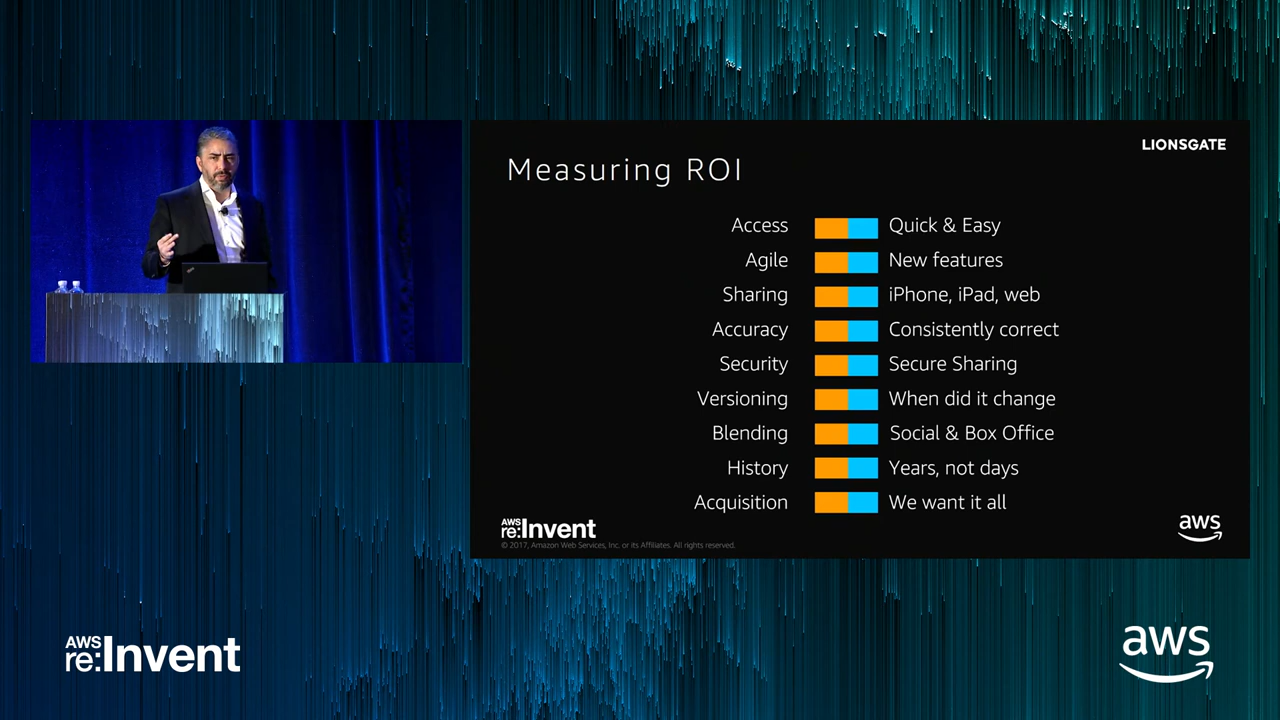 LIONSGATE
Measuring ROI
Access Quick & Easy
Agile New features
Sharing iPhone, iPad, web
Accuracy Consistently correct
Security Secure Sharing
Versioning When did it change
Blending Social & Box Office
History Years, not days
Acquisition We want it all
AWS
re:Invent
© 2017, Amazon Web Services, Inc. or its Affiliates. All rights reserved.
aws
AWS
re:Invent
aws